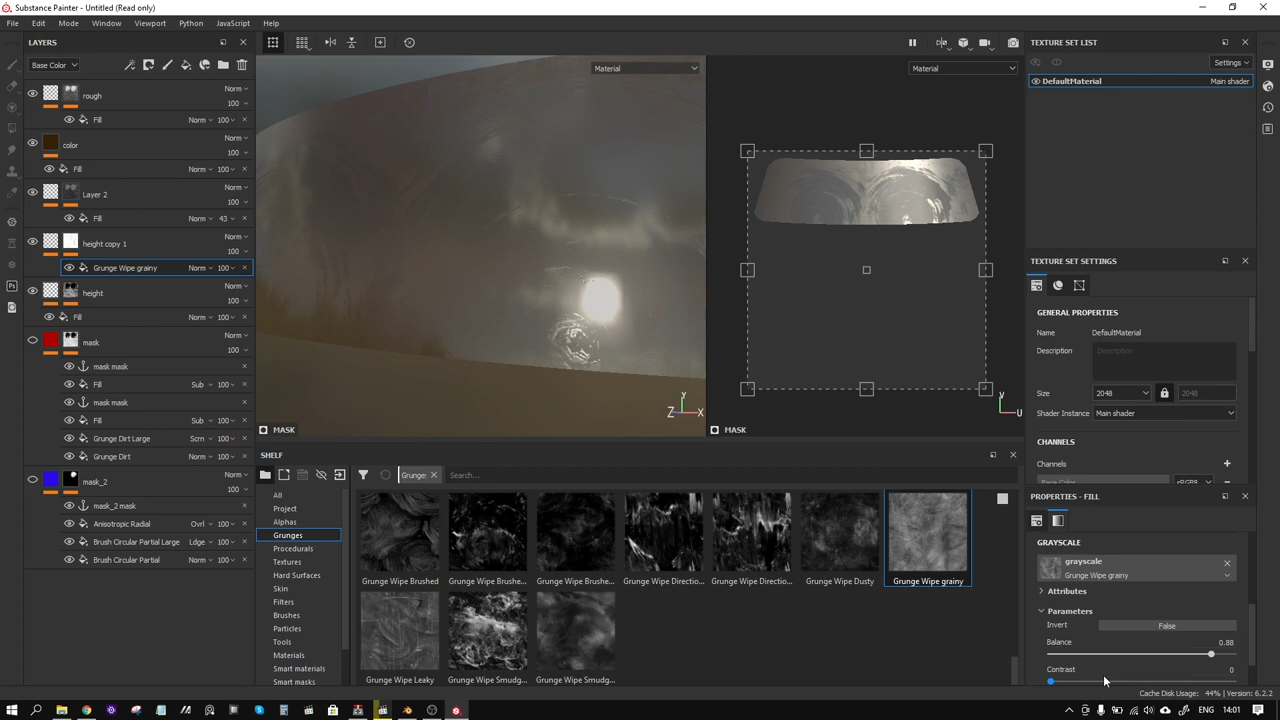 Substance Painter - Untitled (Read only)
File Edit Mode Window Viewport Python JavaScript Help
LAYERS
Base Color
rough Norm 100
Fill Norm 100
color Norm 100
Fill Norm 100
Layer 2 Norm 100
Fill Norm 43
height copy 1 Norm 100
Grunge Wipe grainy Norm 100
height Norm 100
Fill Norm 100
mask Norm 100
mask mask
Fill Sub 100
mask mask
Fill Sub 100
Grunge Dirt Large Scrn 100
Grunge Dirt Norm 100
mask_2 Norm 100
mask_2 mask
Anisotropic Radial Ovrl 100
Brush Circular Partial Large Ldge 100
Brush Circular Partial Norm 100
Material
Y
Z X
MASK
Material
V
U
MASK
SHELF
Grunge
Search...
All
Project
Alphas
Grunges
Procedurals
Textures
Hard Surfaces
Skin
Filters
Brushes
Particles
Tools
Materials
Smart materials
Smart masks
Grunge Wipe Brushed Grunge Wipe Brushe... Grunge Wipe Brushe... Grunge Wipe Directio... Grunge Wipe Directio... Grunge Wipe Dusty Grunge Wipe grainy
Grunge Wipe Leaky Grunge Wipe Smudg... Grunge Wipe Smudg...
TEXTURE SET LIST
Settings
DefaultMaterial Main shader
TEXTURE SET SETTINGS
GENERAL PROPERTIES
Name DefaultMaterial
Description Description
Size 2048 2048
Shader Instance Main shader
CHANNELS
Channels
Base Color sRGB8
PROPERTIES - FILL
GRAYSCALE
grayscale
Grunge Wipe grainy
Attributes
Parameters
Invert False
Balance 0.88
Contrast 0
Cache Disk Usage: 44% | Version: 6.2.2
ENG 14:01